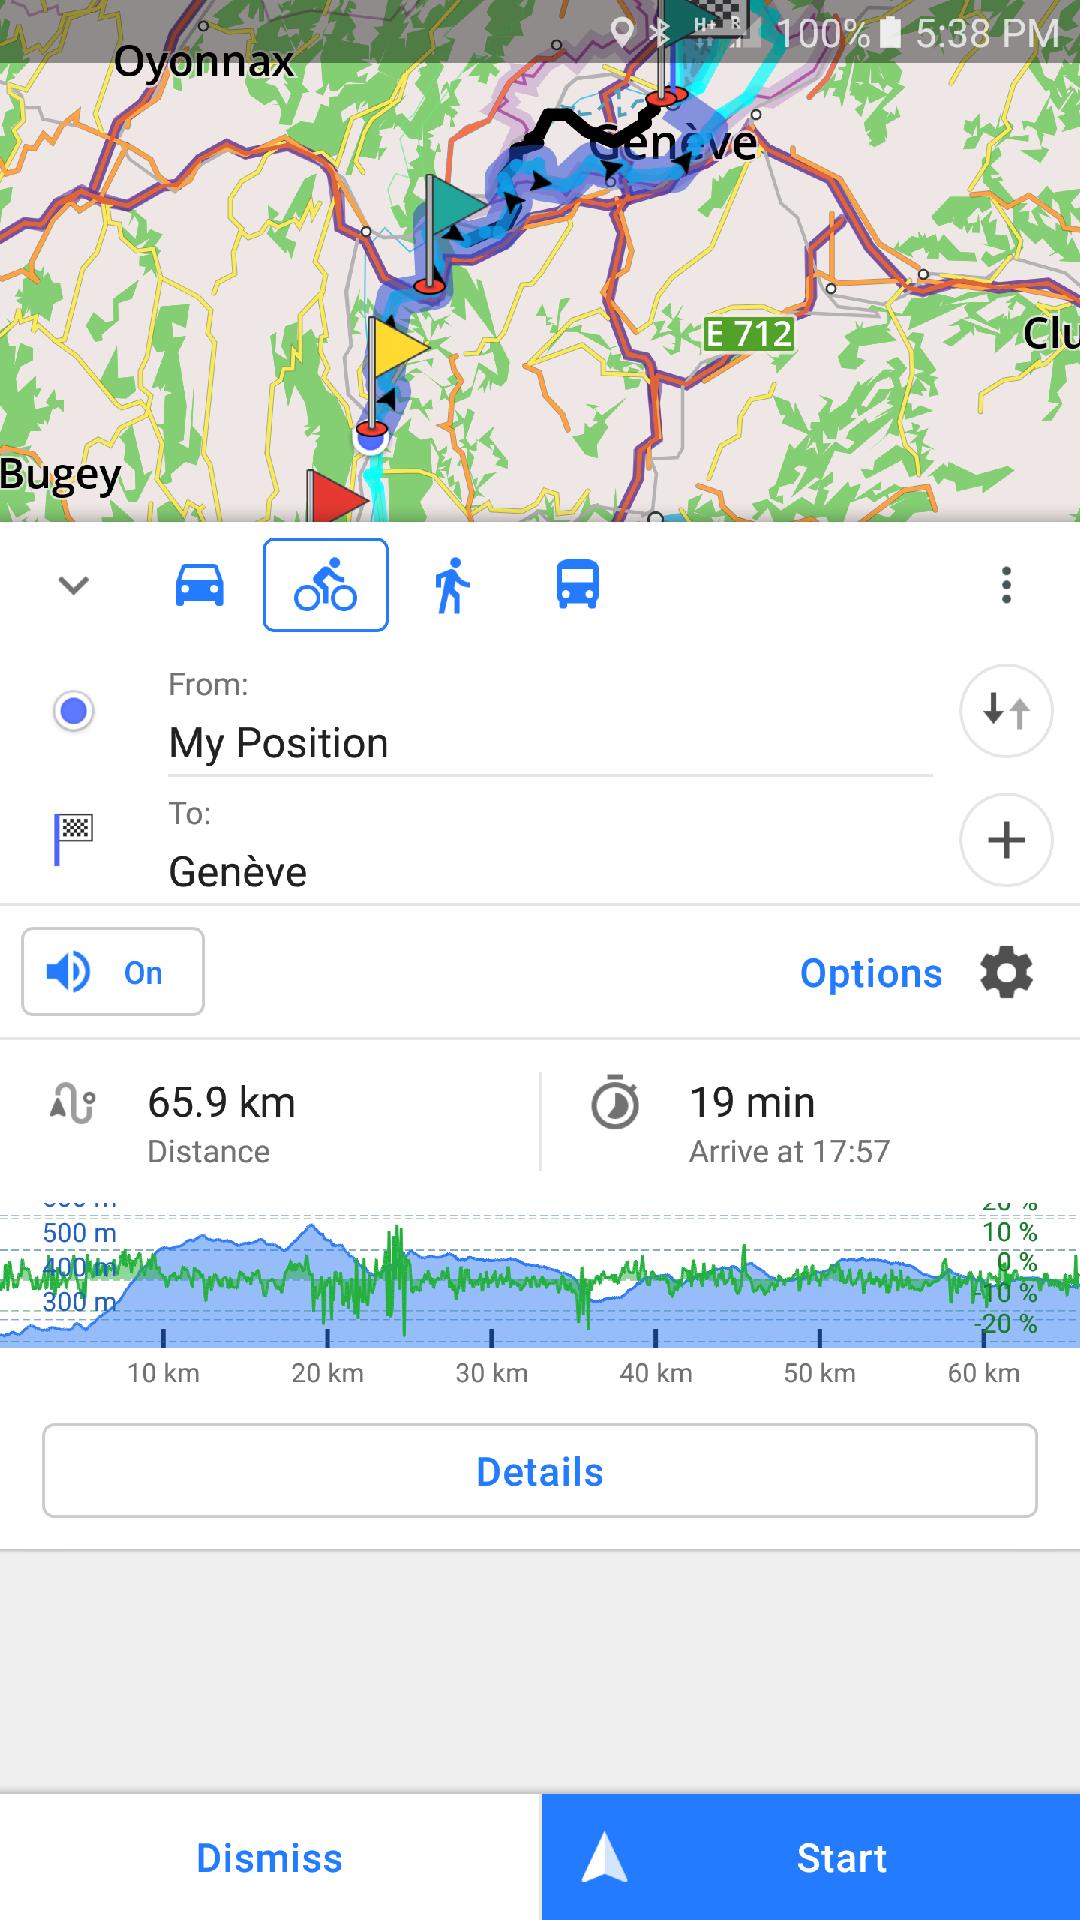 H+ R 100% 5:38 PM
Oyonnax
Genève
E 712
Clu
Bugey
From:
My Position
To:
Genève
On
Options
65.9 km
Distance
19 min
Arrive at 17:57
20 %
500 m
10 %
400 m
0 %
300 m
-10 %
-20 %
10 km 20 km 30 km 40 km 50 km 60 km
Details
Dismiss
Start